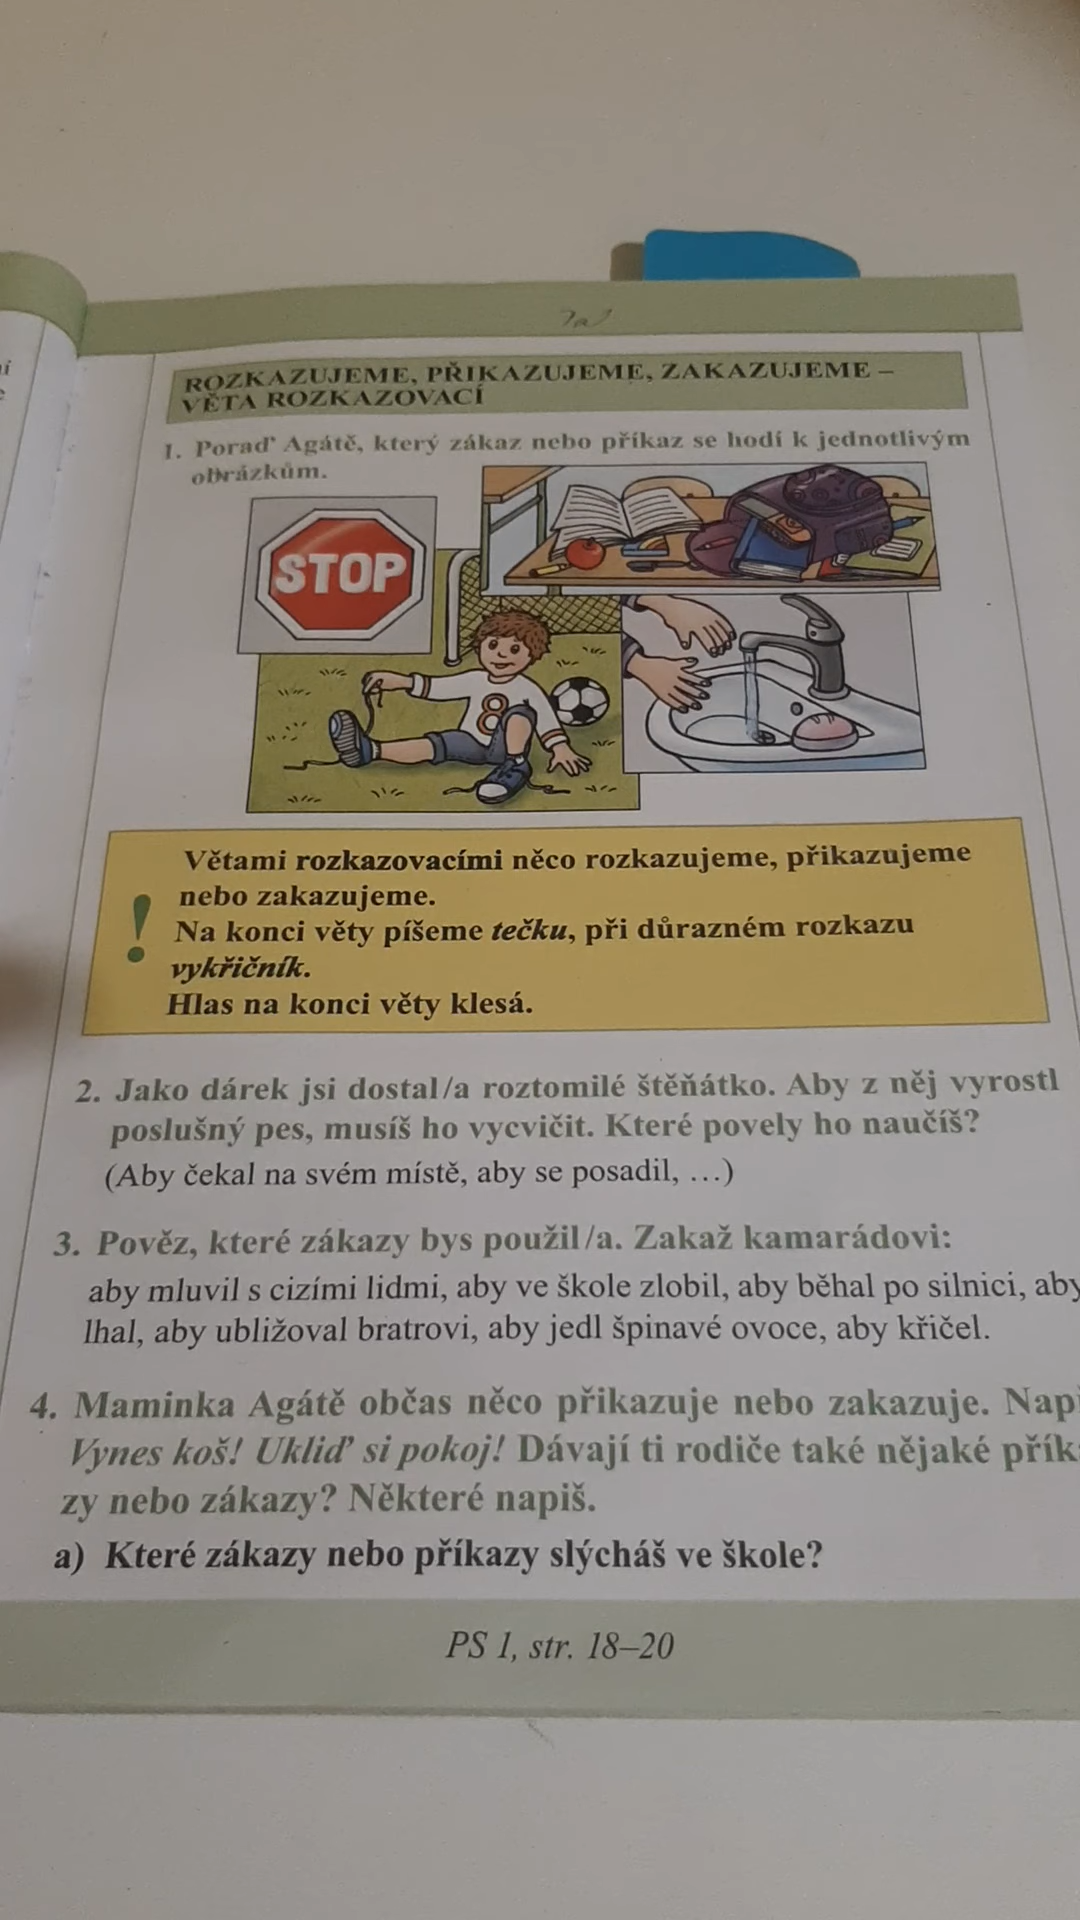 ROZKAZUJEME, PŘIKAZUJEME, ZAKAZUJEME –
VĚTA ROZKAZOVACÍ
1. Poraď Agátě, který zákaz nebo příkaz se hodí k jednotlivým
obrázkům.
STOP
8
! Větami rozkazovacími něco rozkazujeme, přikazujeme
nebo zakazujeme.
Na konci věty píšeme tečku, při důrazném rozkazu
vykřičník.
Hlas na konci věty klesá.
2. Jako dárek jsi dostal/a roztomilé štěňátko. Aby z něj vyrostl
poslušný pes, musíš ho vycvičit. Které povely ho naučíš?
(Aby čekal na svém místě, aby se posadil, …)
3. Pověz, které zákazy bys použil/a. Zakaž kamarádovi:
aby mluvil s cizími lidmi, aby ve škole zlobil, aby běhal po silnici, aby
lhal, aby ubližoval bratrovi, aby jedl špinavé ovoce, aby křičel.
4. Maminka Agátě občas něco přikazuje nebo zakazuje.
Vynes koš! Ukliď si pokoj! Dávají ti rodiče také nějaké přík
zy nebo zákazy? Některé napiš.
a) Které zákazy nebo příkazy slýcháš ve škole?
PS 1, str. 18–20